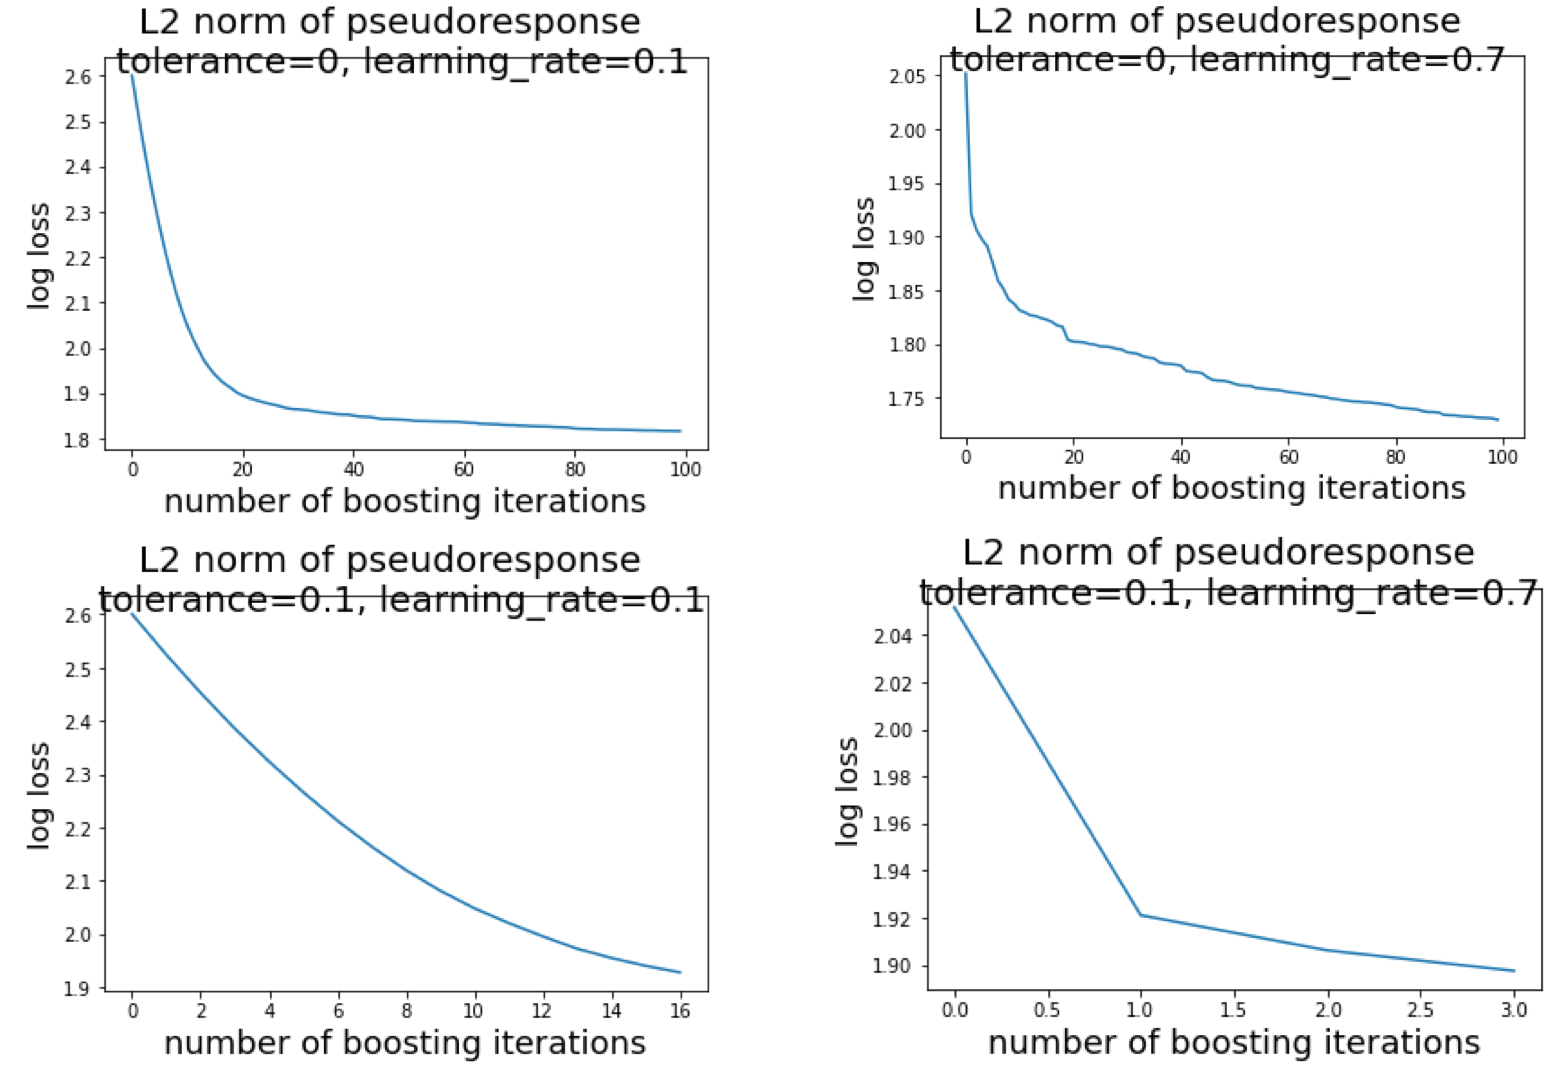 L2 norm of pseudoresponse
tolerance=0, learning_rate=0.1
2.6
2.5
2.4
2.3
2.2
2.1
2.0
1.9
1.8
log loss
0 20 40 60 80 100
number of boosting iterations
L2 norm of pseudoresponse
tolerance=0, learning_rate=0.7
2.05
2.00
1.95
1.90
1.85
1.80
1.75
log loss
0 20 40 60 80 100
number of boosting iterations
L2 norm of pseudoresponse
tolerance=0.1, learning_rate=0.1
2.6
2.5
2.4
2.3
2.2
2.1
2.0
1.9
log loss
0 2 4 6 8 10 12 14 16
number of boosting iterations
L2 norm of pseudoresponse
tolerance=0.1, learning_rate=0.7
2.04
2.02
2.00
1.98
1.96
1.94
1.92
1.90
log loss
0.0 0.5 1.0 1.5 2.0 2.5 3.0
number of boosting iterations